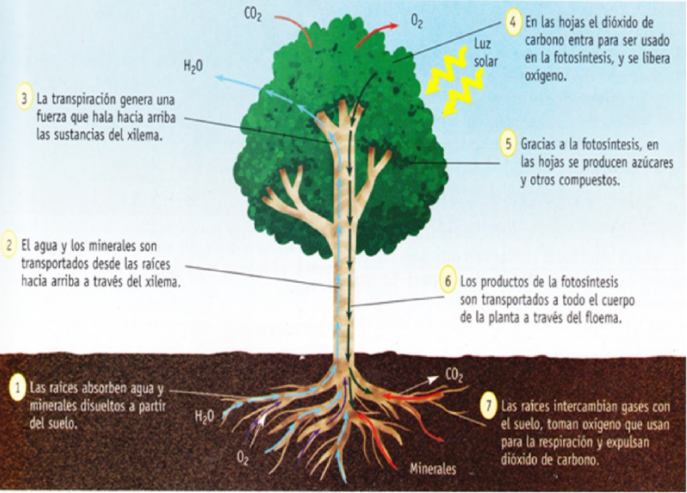 CO2
O2
Luz
solar
H2O
4 En las hojas el dióxido de
carbono entra para ser usado
en la fotosíntesis, y se libera
oxígeno.
3 La transpiración genera una
fuerza que hala hacia arriba
las sustancias del xilema.
5 Gracias a la fotosíntesis, en
las hojas se producen azúcares
y otros compuestos.
2 El agua y los minerales son
transportados desde las raíces
hacia arriba a través del xilema.
6 Los productos de la fotosíntesis
son transportados a todo el cuerpo
de la planta a través del floema.
1 Las raíces absorben agua y
minerales disueltos a partir
del suelo.
H2O
O2
CO2
Minerales
7 Las raíces intercambian gases con
el suelo, toman oxígeno que usan
para la respiración y expulsan
dióxido de carbono.